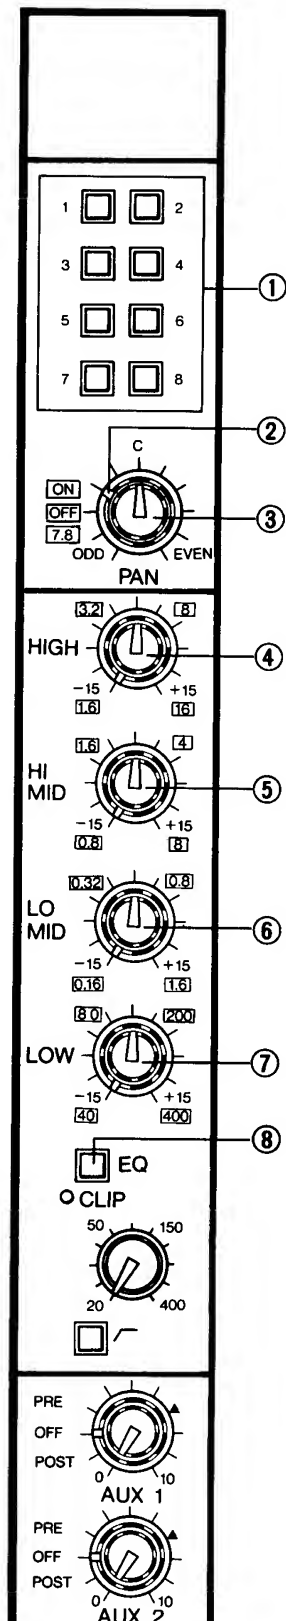 1 2
3 4
5 6
7 8
①
②
C
ON
OFF
7.8
③
ODD EVEN
PAN
3.2 8
HIGH
④
-15 +15
1.6 16
1.6 4
HI
MID
⑤
-15 +15
0.8 8
0.32 0.8
LO
MID
⑥
-15 +15
0.16 1.6
80 200
LOW
⑦
-15 +15
40 400
⑧
EQ
CLIP
50 150
20 400
PRE
OFF
POST
0 10
AUX 1
PRE
OFF
POST
0 10
AUX 2